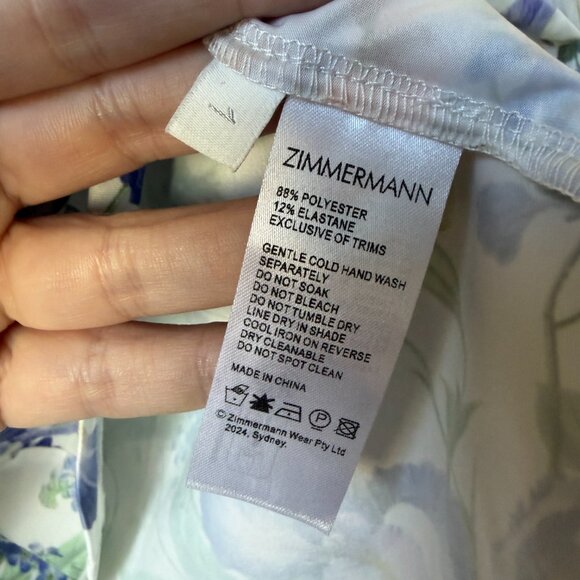 1
ZIMMERMANN
88% POLYESTER
12% ELASTANE
EXCLUSIVE OF TRIMS
GENTLE COLD HAND WASH
SEPARATELY
DO NOT SOAK
DO NOT BLEACH
DO NOT TUMBLE DRY
LINE DRY IN SHADE
COOL IRON ON REVERSE
DRY CLEANABLE
DO NOT SPOT CLEAN
MADE IN CHINA
P
© Zimmermann Wear Pty Ltd
2024, Sydney.